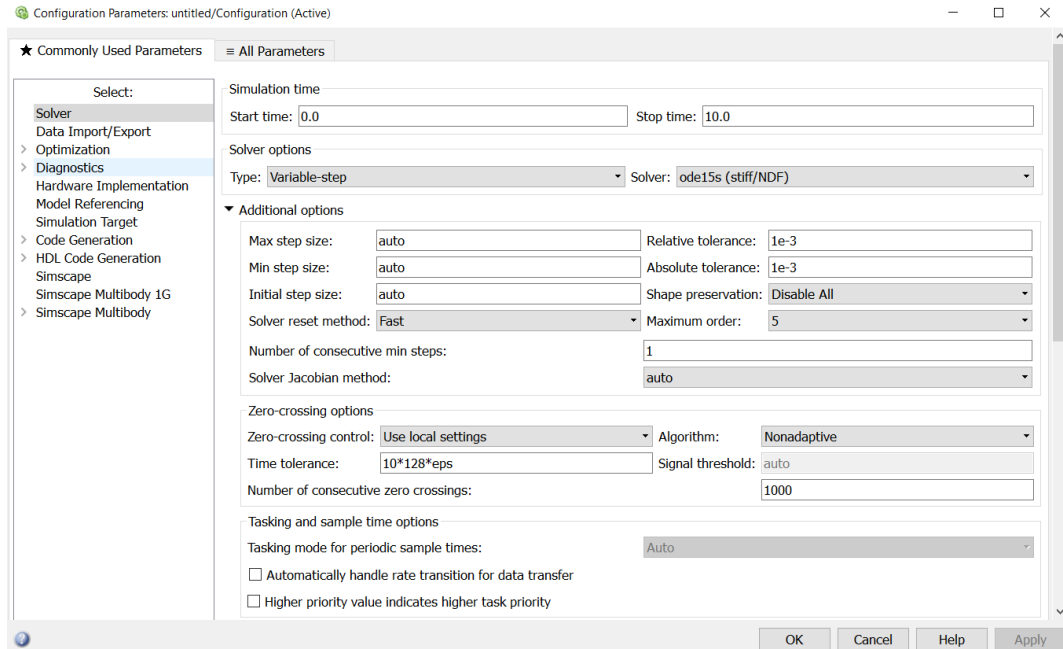 Configuration Parameters: untitled/Configuration (Active)
★ Commonly Used Parameters
≡ All Parameters
Select:
Solver
Data Import/Export
Optimization
Diagnostics
Hardware Implementation
Model Referencing
Simulation Target
Code Generation
HDL Code Generation
Simscape
Simscape Multibody 1G
Simscape Multibody
Simulation time
Start time: 0.0 Stop time: 10.0
Solver options
Type: Variable-step Solver: ode15s (stiff/NDF)
Additional options
Max step size: auto Relative tolerance: 1e-3
Min step size: auto Absolute tolerance: 1e-3
Initial step size: auto Shape preservation: Disable All
Solver reset method: Fast Maximum order: 5
Number of consecutive min steps: 1
Solver Jacobian method: auto
Zero-crossing options
Zero-crossing control: Use local settings Algorithm: Nonadaptive
Time tolerance: 10*128*eps Signal threshold: auto
Number of consecutive zero crossings: 1000
Tasking and sample time options
Tasking mode for periodic sample times: Auto
Automatically handle rate transition for data transfer
Higher priority value indicates higher task priority
OK Cancel Help Apply